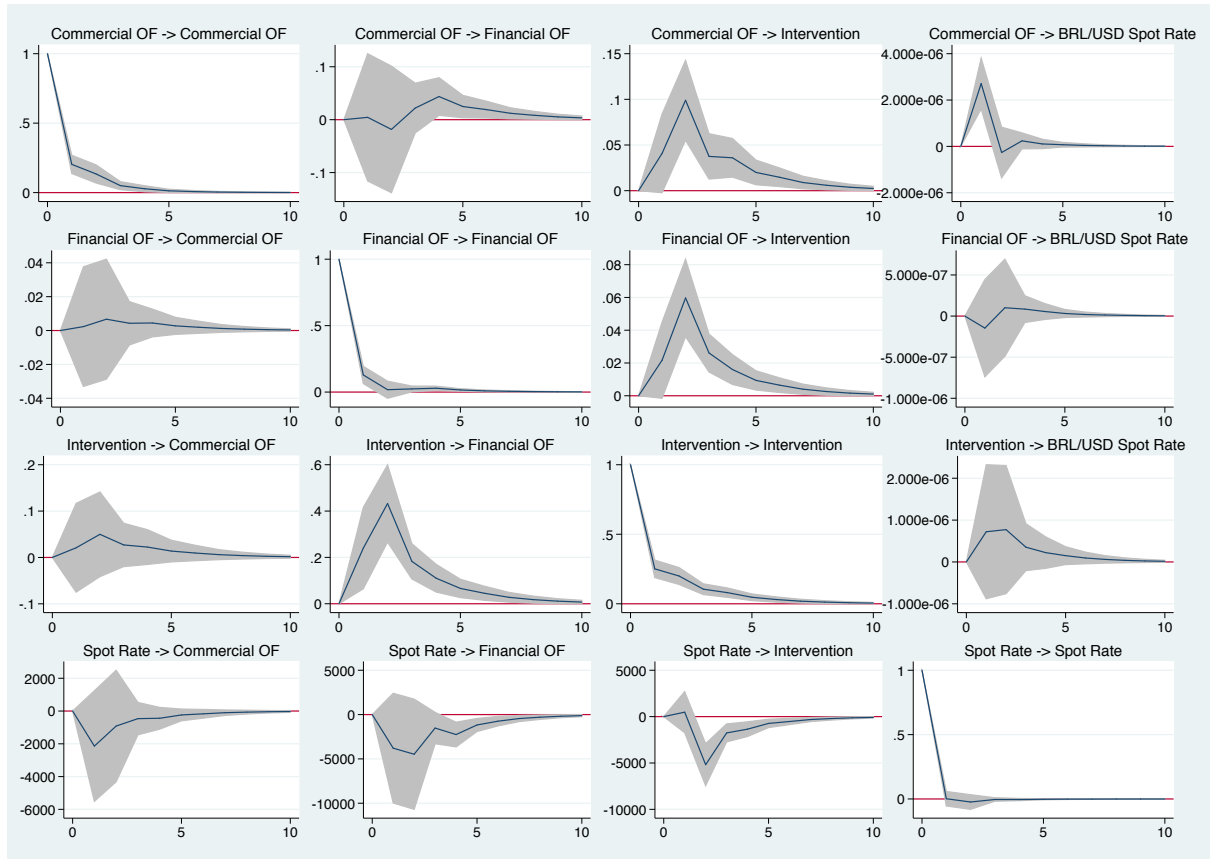 Commercial OF -> Commercial OF
1
.5
0
0 5 10
Commercial OF -> Financial OF
.1
0
-.1
0 5 10
Commercial OF -> Intervention
.15
.1
0.05
0
0 5 10
Commercial OF -> BRL/USD Spot Rate
4.000e-06
2.000e-06
0
-2.000e-06
0 5 10
Financial OF -> Commercial OF
.04
.02
0
-.02
-.04
0 5 10
Financial OF -> Financial OF
1
.5
0
0 5 10
Financial OF -> Intervention
.08
.06
0.04
0.02
0
0 5 10
Financial OF -> BRL/USD Spot Rate
5.000e-07
0
-5.000e-07
-1.000e-06
0 5 10
Intervention -> Commercial OF
.2
.1
0
-.1
0 5 10
Intervention -> Financial OF
.6
.4
.2
0
0 5 10
Intervention -> Intervention
1
.5
0
0 5 10
Intervention -> BRL/USD Spot Rate
2.000e-06
1.000e-06
0
-1.000e-06
0 5 10
Spot Rate -> Commercial OF
2000
0
-2000
-4000
-6000
0 5 10
Spot Rate -> Financial OF
5000
0
-5000
-10000
0 5 10
Spot Rate -> Intervention
5000
0
-5000
-10000
0 5 10
Spot Rate -> Spot Rate
1
.5
0
0 5 10